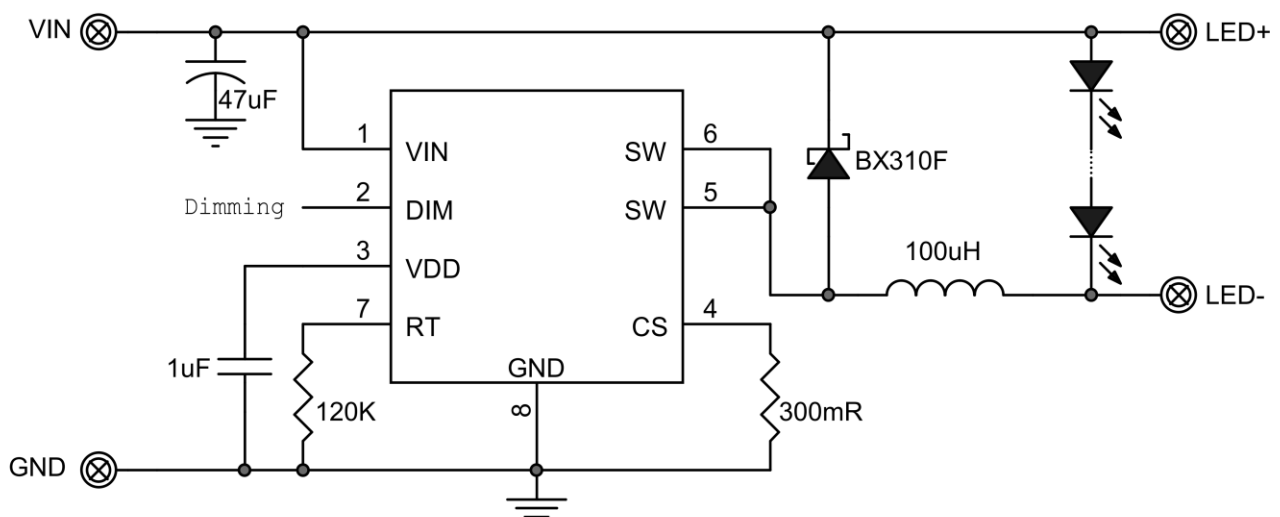 VIN
LED+
47uF
1
VIN
SW
6
BX310F
Dimming
2
DIM
SW
5
100uH
3
VDD
LED-
7
RT
CS
4
1uF
120K
GND
8
300mR
GND